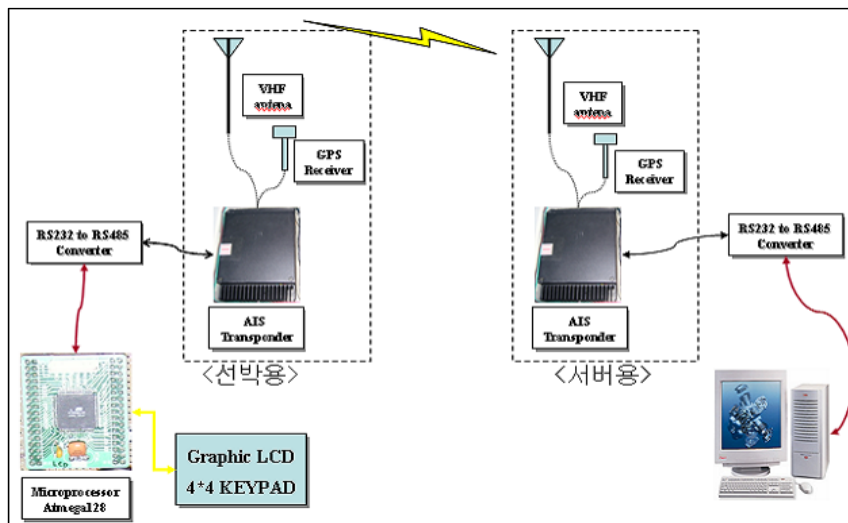 VHF
antena
GPS
Receiver
RS232 to RS485
Converter
AIS
Transponder
<선박용>
Microprocessor
Atmega128
LCD
Graphic LCD
4*4 KEYPAD
VHF
antena
GPS
Receiver
RS232 to RS485
Converter
AIS
Transponder
<서버용>